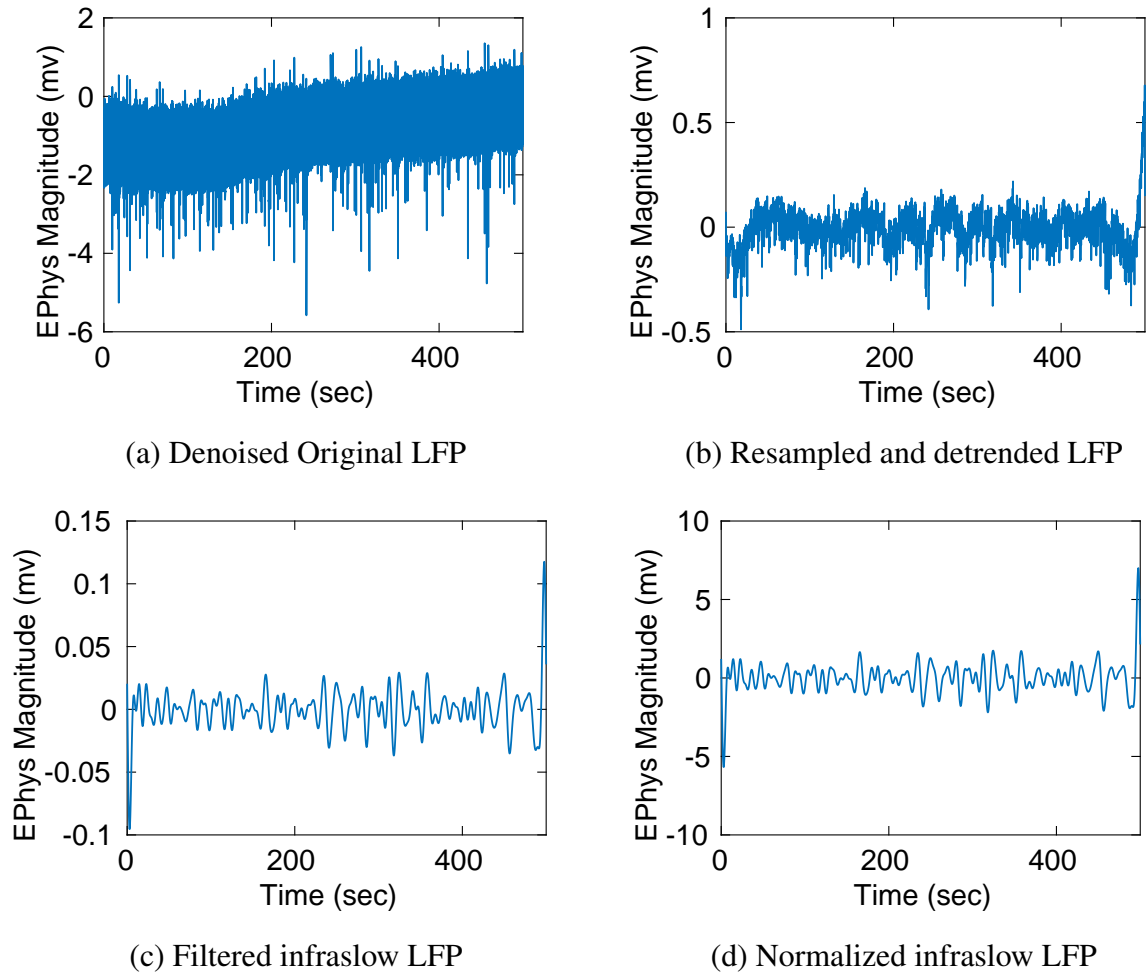 2
0
-2
-4
-6
0 200 400
EPhys Magnitude (mv)
Time (sec)
(a) Denoised Original LFP
1
0.5
0
-0.5
0 200 400
EPhys Magnitude (mv)
Time (sec)
(b) Resampled and detrended LFP
0.15
0.1
0.05
0
-0.05
-0.1
0 200 400
EPhys Magnitude (mv)
Time (sec)
(c) Filtered infraslow LFP
10
5
0
-5
-10
0 200 400
EPhys Magnitude (mv)
Time (sec)
(d) Normalized infraslow LFP